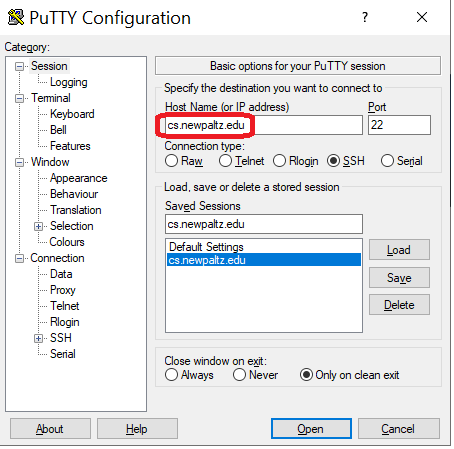 PuTTY Configuration
?
Category:
Session
Logging
Terminal
Keyboard
Bell
Features
Window
Appearance
Behaviour
Translation
Selection
Colours
Connection
Data
Proxy
Telnet
Rlogin
SSH
Serial
Basic options for your PuTTY session
Specify the destination you want to connect to
Host Name (or IP address) Port
cs.newpaltz.edu 22
Connection type:
Raw Telnet Rlogin SSH Serial
Load, save or delete a stored session
Saved Sessions
cs.newpaltz.edu
Default Settings
cs.newpaltz.edu
Load
Save
Delete
Close window on exit:
Always Never Only on clean exit
About Help Open Cancel